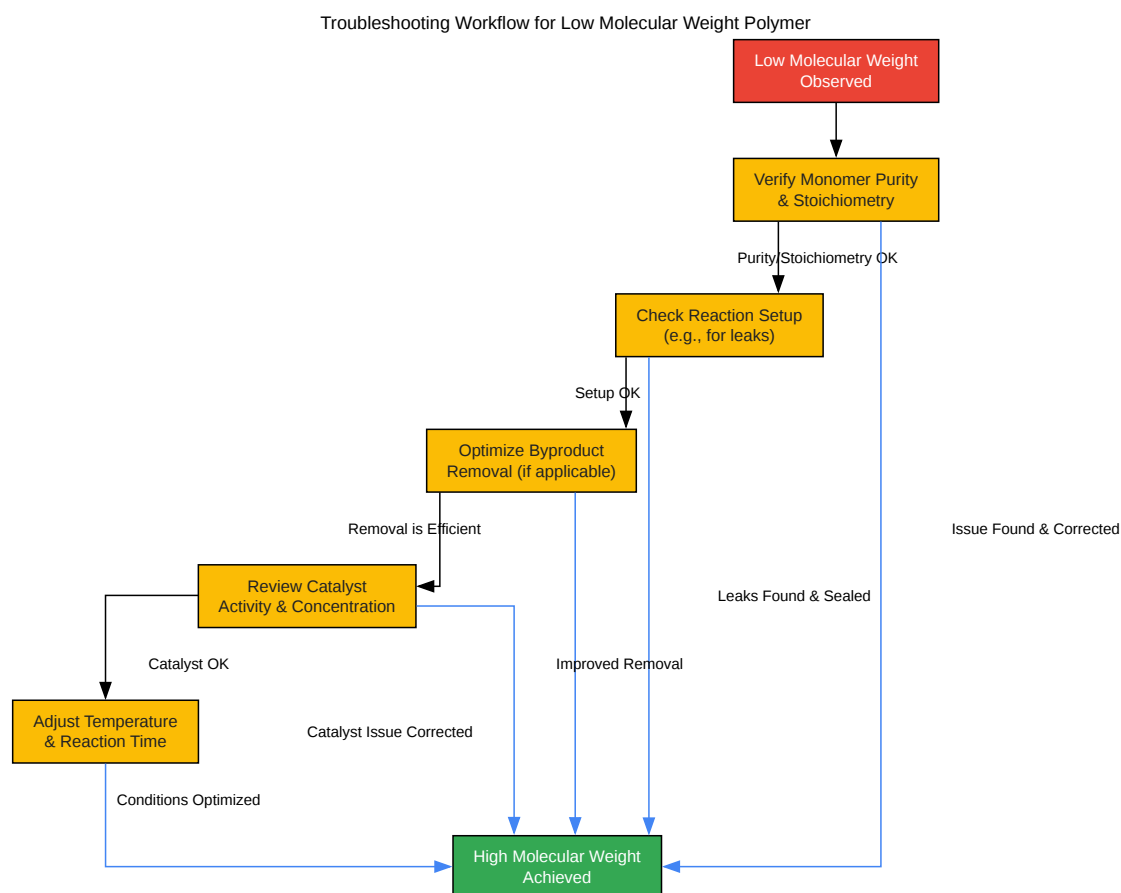 Troubleshooting Workflow for Low Molecular Weight Polymer
Low Molecular Weight
Observed
Verify Monomer Purity
& Stoichiometry
Purity/Stoichiometry OK
Check Reaction Setup
(e.g., for leaks)
Setup OK
Optimize Byproduct
Removal (if applicable)
Removal is Efficient
Issue Found & Corrected
Review Catalyst
Activity & Concentration
Leaks Found & Sealed
Catalyst OK
Improved Removal
Adjust Temperature
& Reaction Time
Catalyst Issue Corrected
Conditions Optimized
High Molecular Weight
Achieved